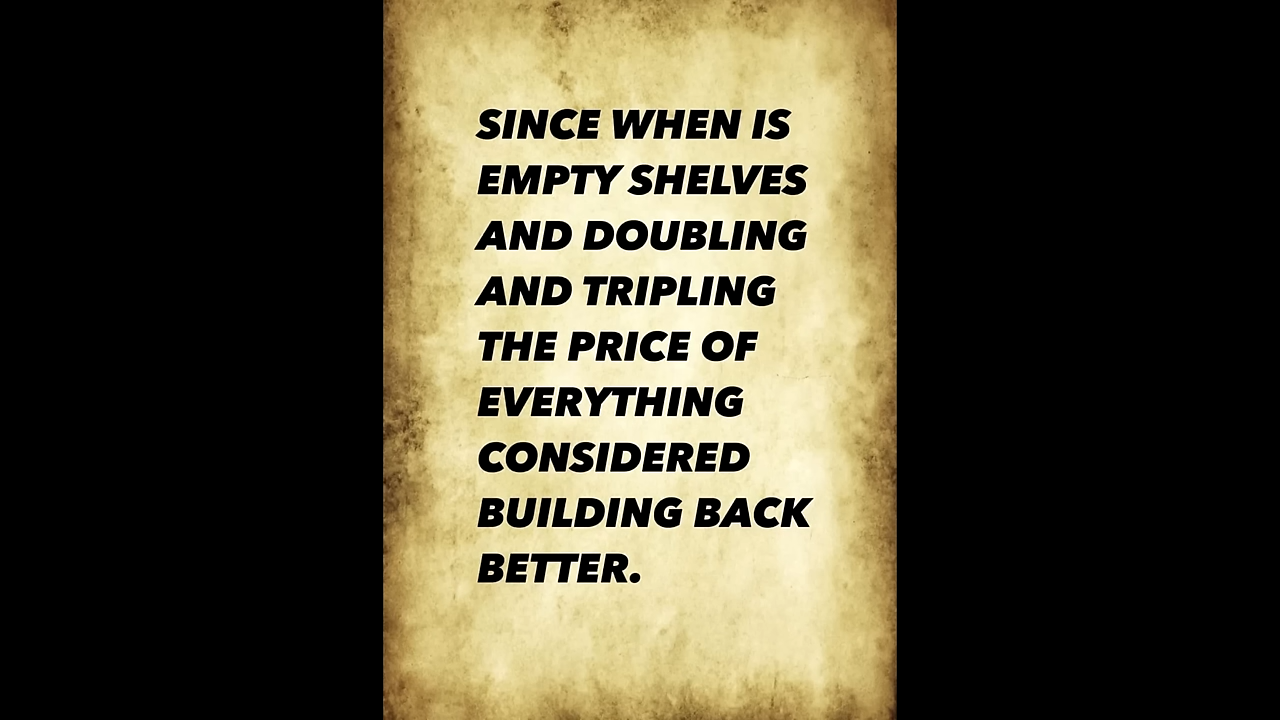 SINCE WHEN IS
EMPTY SHELVES
AND DOUBLING
AND TRIPLING
THE PRICE OF
EVERYTHING
CONSIDERED
BUILDING BACK
BETTER.